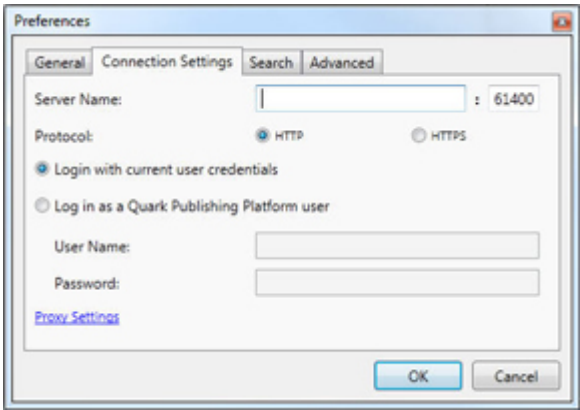 Preferences
General Connection Settings Search Advanced
Server Name: : 61400
Protocol: HTTP HTTPS
Login with current user credentials
Log in as a Quark Publishing Platform user
User Name:
Password:
Proxy Settings
OK Cancel